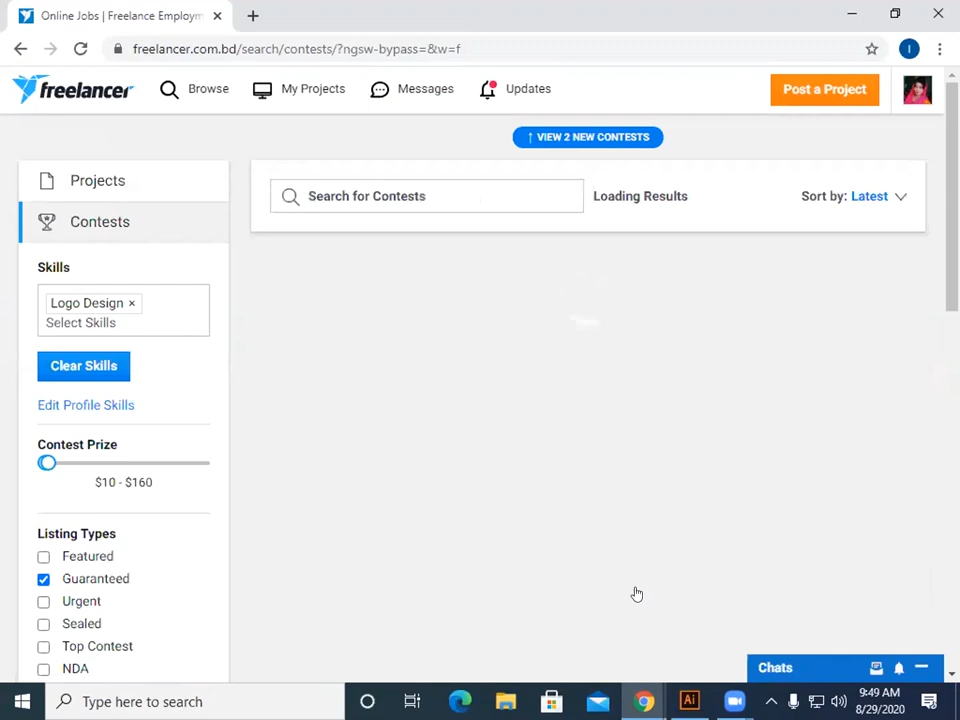 Online Jobs | Freelance Employm
freelancer.com.bd/search/contests/?ngsw-bypass=&w=f
I
freelancer
Browse
My Projects
Messages
Updates
Post a Project
↑ VIEW 2 NEW CONTESTS
Projects
Contests
Search for Contests
Loading Results
Sort by: Latest
Skills
Logo Design ×
Select Skills
Clear Skills
Edit Profile Skills
Contest Prize
$10 - $160
Listing Types
Featured
Guaranteed
Urgent
Sealed
Top Contest
NDA
Chats
Type here to search
Ai
9:49 AM
8/29/2020